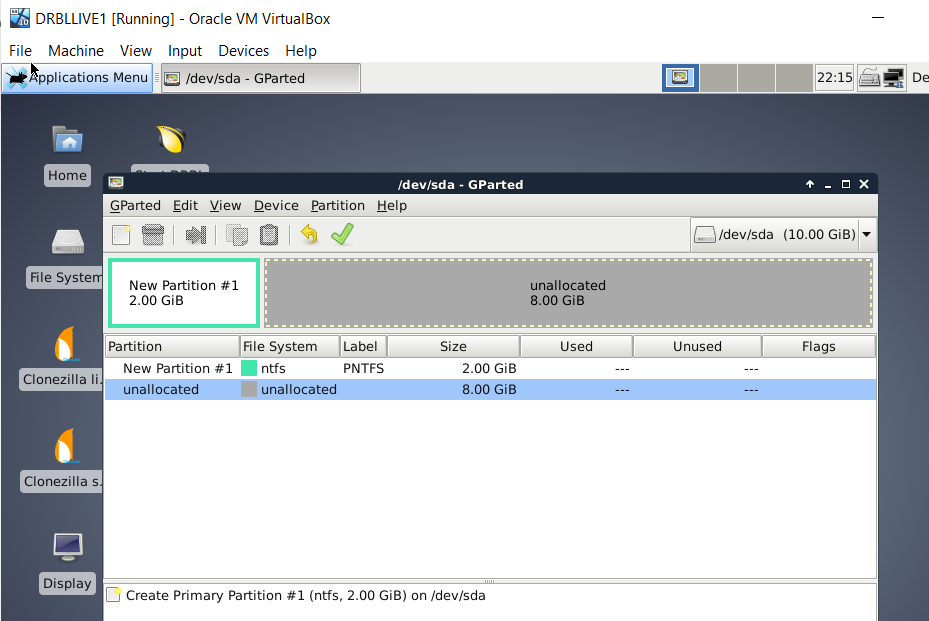 DRBLLIVE1 [Running] - Oracle VM VirtualBox
File Machine View Input Devices Help
Applications Menu /dev/sda - GParted 22:15 De
Home
File System
Clonezilla li.
Clonezilla s.
Display
/dev/sda - GParted
GParted Edit View Device Partition Help
/dev/sda (10.00 GiB)
New Partition #1
2.00 GiB
unallocated
8.00 GiB
Partition File System Label Size Used Unused Flags
New Partition #1 ntfs PNTFS 2.00 GiB --- ---
unallocated unallocated 8.00 GiB --- ---
Create Primary Partition #1 (ntfs, 2.00 GiB) on /dev/sda